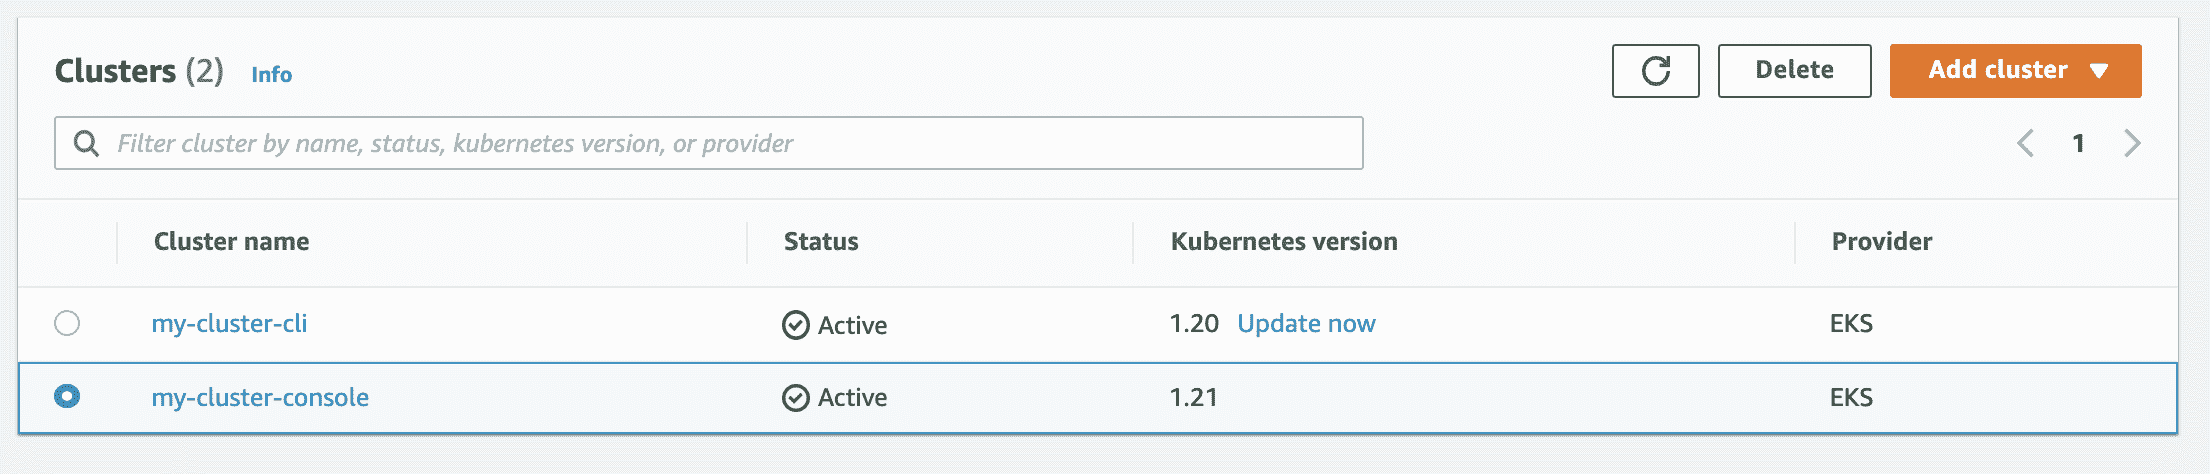 Clusters (2) Info Delete Add cluster
Filter cluster by name, status, kubernetes version, or provider 1
Cluster name Status Kubernetes version Provider
my-cluster-cli Active 1.20 Update now EKS
my-cluster-console Active 1.21 EKS